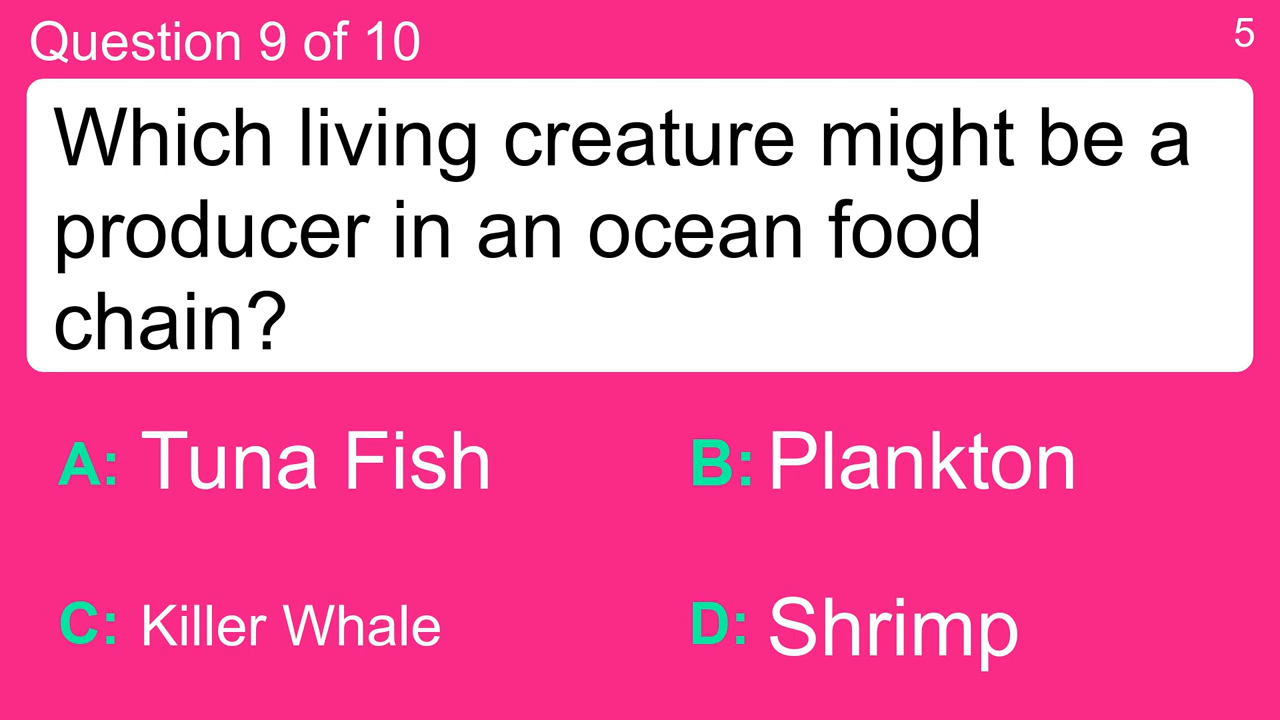 Question 9 of 10
5
Which living creature might be a
producer in an ocean food
chain?
A: Tuna Fish
B: Plankton
C: Killer Whale
D: Shrimp